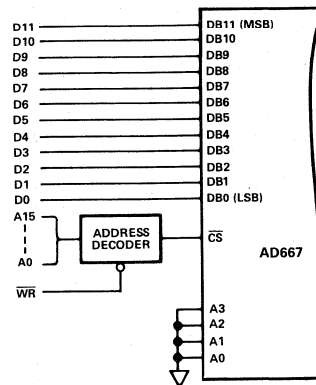 D11 DB11 (MSB)
D10 DB10
D9 DB9
D8 DB8
D7 DB7
D6 DB6
D5 DB5
D4 DB4
D3 DB3
D2 DB2
D1 DB1
D0 DB0 (LSB)
A15
ADDRESS
DECODER
CS
AD667
A0
WR
A3
A2
A1
A0